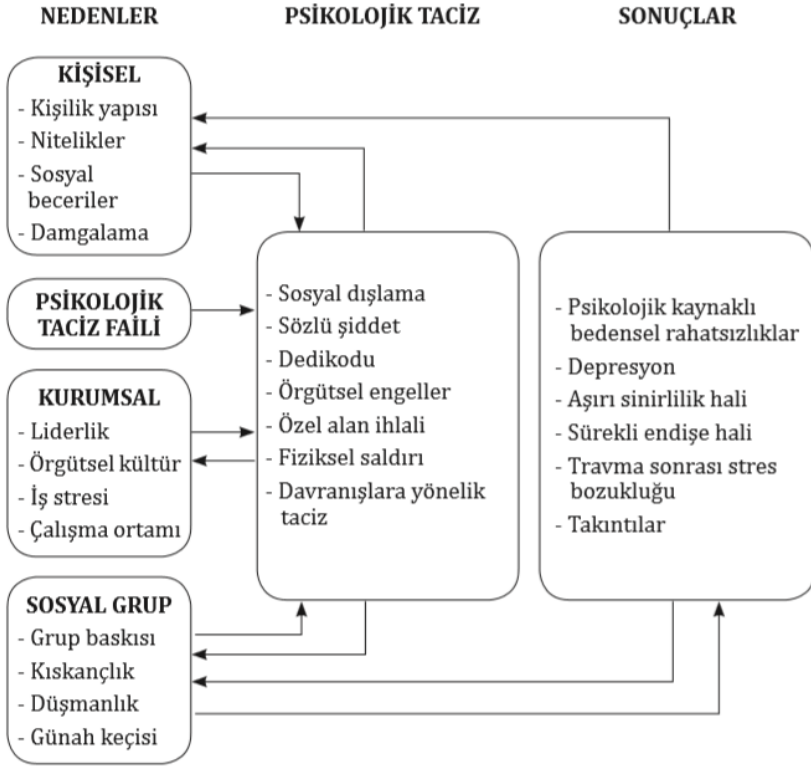 NEDENLER
PSİKOLOJİK TACİZ
SONUÇLAR
KİŞİSEL
- Kişilik yapısı
- Nitelikler
- Sosyal
beceriler
- Damgalama
PSİKOLOJİK
TACİZ FAİLİ
KURUMSAL
- Liderlik
- Örgütsel kültür
- İş stresi
- Çalışma ortamı
SOSYAL GRUP
- Grup baskısı
- Kıskançlık
- Düşmanlık
- Günah keçisi
- Sosyal dışlama
- Sözlü şiddet
- Dedikodu
- Örgütsel engeller
- Özel alan ihlali
- Fiziksel saldırı
- Davranışlara yönelik
taciz
- Psikolojik kaynaklı
bedensel rahatsızlıklar
- Depresyon
- Aşırı sinirlilik hali
- Sürekli endişe hali
- Travma sonrası stres
bozukluğu
- Takıntılar